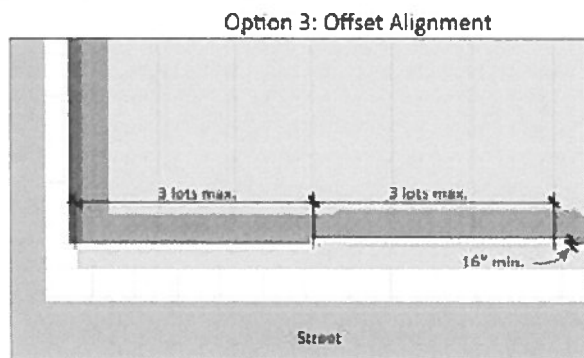 Option 3: Offset Alignment
3 lots max. 3 lots max.
16" min.
Street